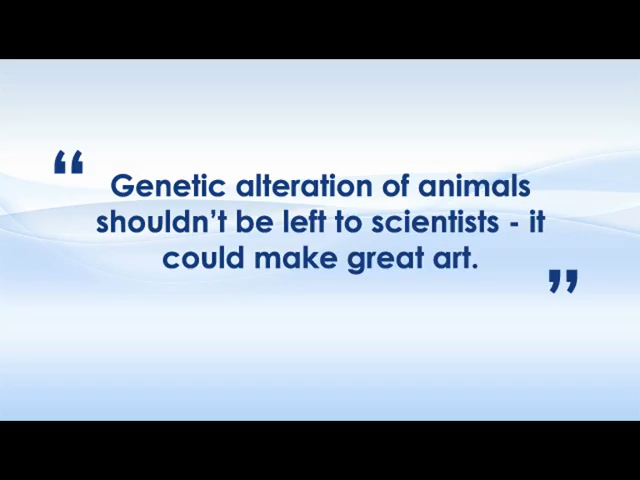 “
Genetic alteration of animals
shouldn’t be left to scientists - it
could make great art.
”